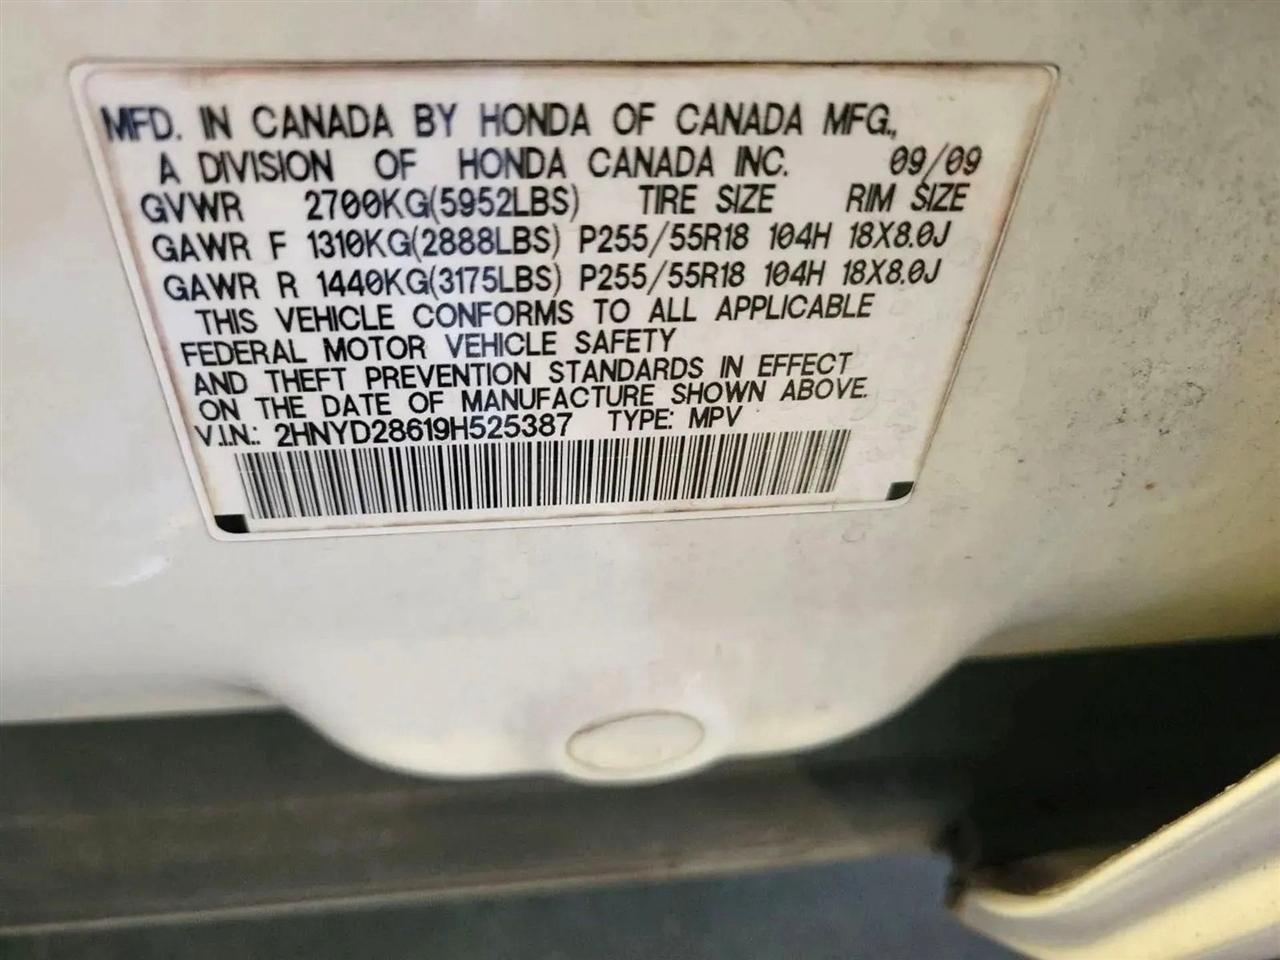 MFD. IN CANADA BY HONDA OF CANADA MFG.,
A DIVISION OF HONDA CANADA INC. 09/09
GVWR 2700KG(5952LBS) TIRE SIZE RIM SIZE
GAWR F 1310KG(2888LBS) P255/55R18 104H 18X8.0J
GAWR R 1440KG(3175LBS) P255/55R18 104H 18X8.0J
THIS VEHICLE CONFORMS TO ALL APPLICABLE
FEDERAL MOTOR VEHICLE SAFETY
AND THEFT PREVENTION STANDARDS IN EFFECT
ON THE DATE OF MANUFACTURE SHOWN ABOVE.
V.I.N.: 2HNYD28619H525387 TYPE: MPV